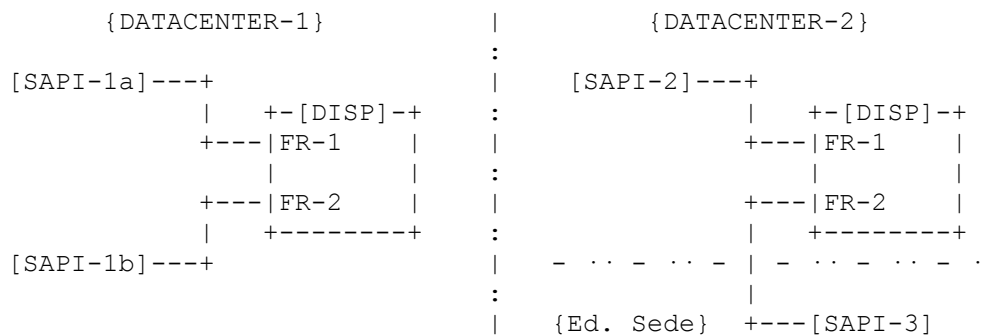 {DATACENTER-1} | {DATACENTER-2}
:
[SAPI-1a]---+ | [SAPI-2]---+
| +-[DISP]-+ : | +-[DISP]-+
+---|FR-1 | | +---|FR-1 |
| | : | |
+---|FR-2 | | +---|FR-2 |
| +--------+ : | +--------+
[SAPI-1b]---+ | - ·· - ·· - | - ·· - ·· - ·
: |
| {Ed. Sede} +---[SAPI-3]